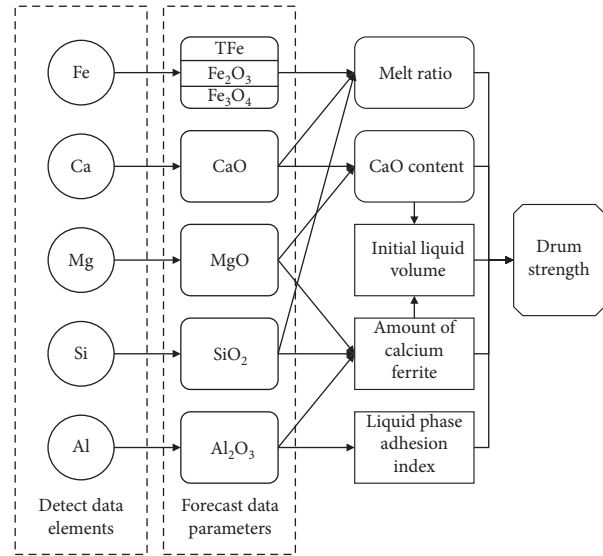 Fe
TFe
Fe₂O₃
Fe₃O₄
Melt ratio
Ca
CaO
CaO content
Mg
MgO
Initial liquid
volume
Drum
strength
Si
SiO₂
Amount of
calcium
ferrite
Al
Al₂O₃
Liquid phase
adhesion
index
Detect data
elements
Forecast data
parameters